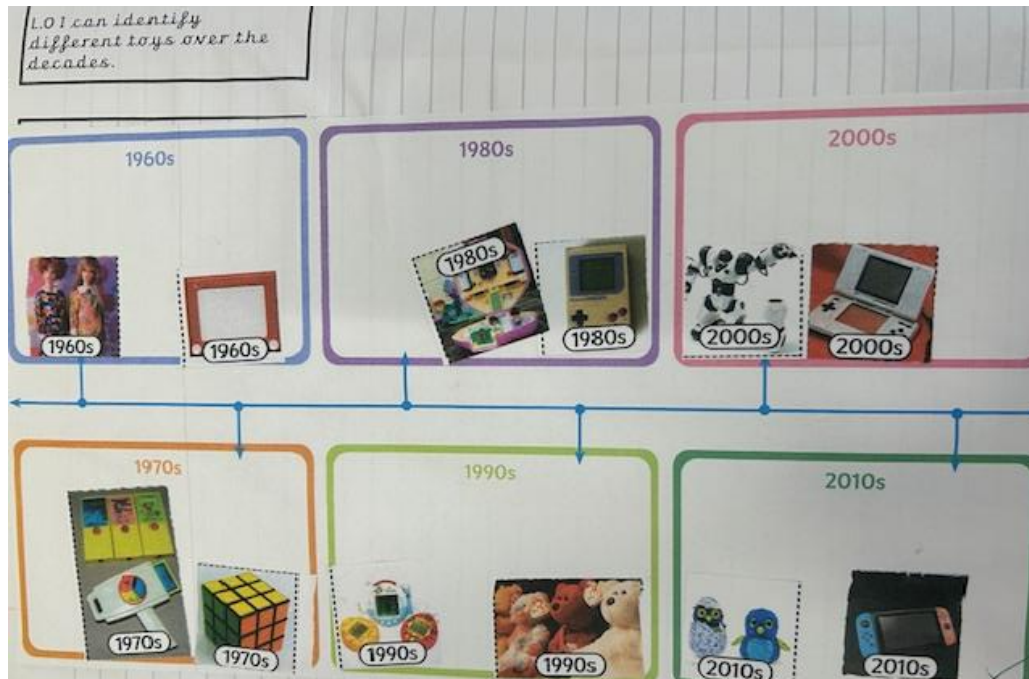 L.O I can identify
different toys over the
decades.
1960s
1980s
2000s
1980s
1960s
1960s
1980s
2000s
2000s
1970s
1990s
2010s
1970s
1970s
1990s
1990s
2010s
2010s